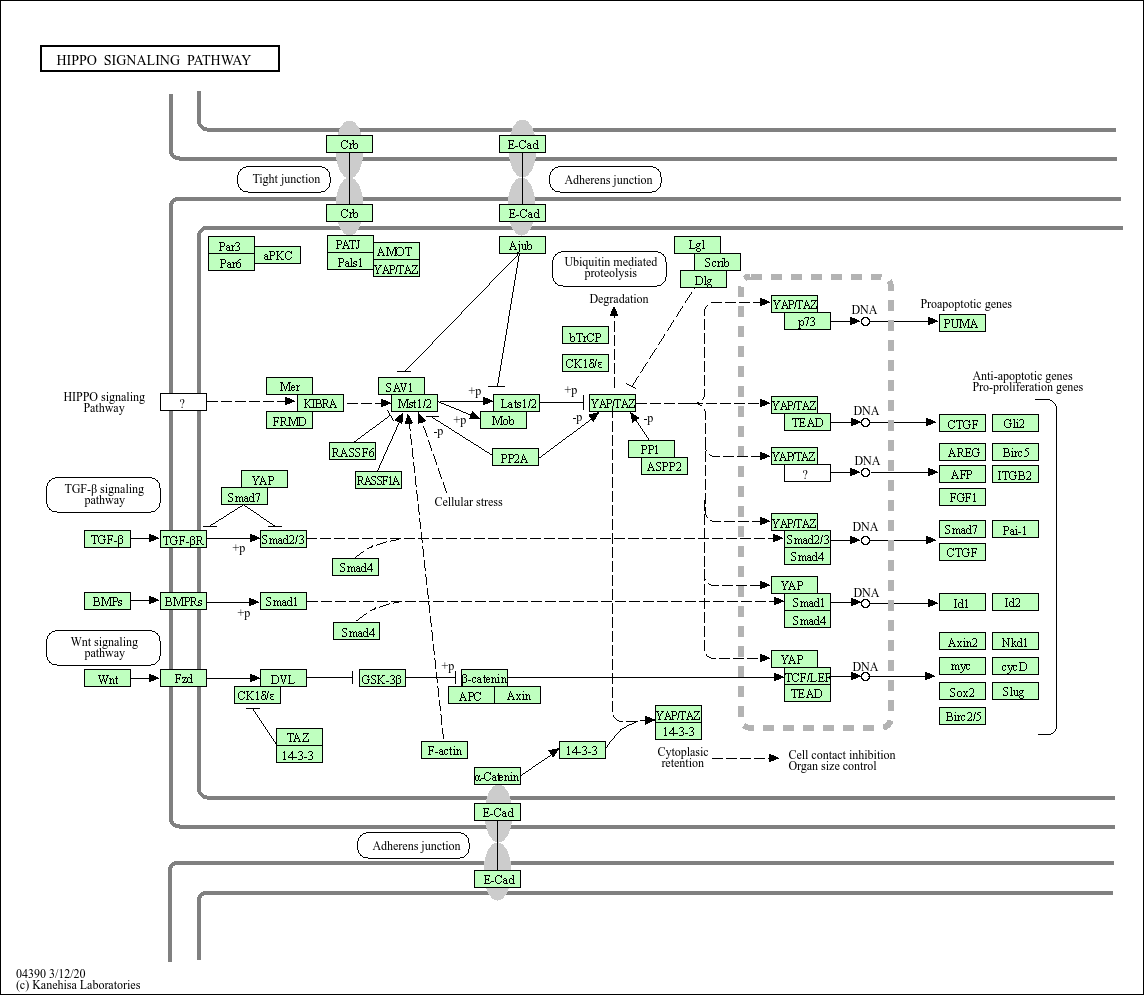 HIPPO SIGNALING PATHWAY
Crb
E-Cad
Tight junction
Adherens junction
Crb
E-Cad
Par3
Par6
aPKC
PATJ
Pals1
AMOT
YAP/TAZ
Ajub
Ubiquitin mediated
proteolysis
Lgl
Scrib
Dlg
Degradation
YAP/TAZ
p73
DNA
Proapoptotic genes
PUMA
bTrCP
CK1δ/ε
Anti-apoptotic genes
Pro-proliferation genes
HIPPO signaling
Pathway
?
Mer
KIBRA
FRMD
SAV1
Mst1/2
+p
+p
-p
Lats1/2
Mob
+p
-p
YAP/TAZ
-p
YAP/TAZ
TEAD
DNA
CTGF
Gli2
RASSF6
RASSF1A
PP2A
PP1
ASPP2
YAP/TAZ
?
DNA
AREG
Birc5
AFP
ITGB2
FGF1
Cellular stress
TGF-β signaling
pathway
YAP
Smad7
TGF-β
TGF-βR
+p
Smad2/3
Smad4
YAP/TAZ
Smad2/3
Smad4
DNA
Smad7
Pai-1
CTGF
BMPs
BMPRs
+p
Smad1
Smad4
YAP
Smad1
Smad4
DNA
Id1
Id2
Wnt signaling
pathway
Wnt
Fzd
DVL
CK1δ/ε
GSK-3β
+p
β-catenin
APC
Axin
YAP
TCF/LEF
TEAD
DNA
Axin2
Nkd1
myc
cycD
Sox2
Slug
Birc2/5
TAZ
14-3-3
F-actin
14-3-3
YAP/TAZ
14-3-3
Cytoplasic
retention
Cell contact inhibition
Organ size control
α-Catenin
E-Cad
Adherens junction
E-Cad
04390 3/12/20
(c) Kanehisa Laboratories